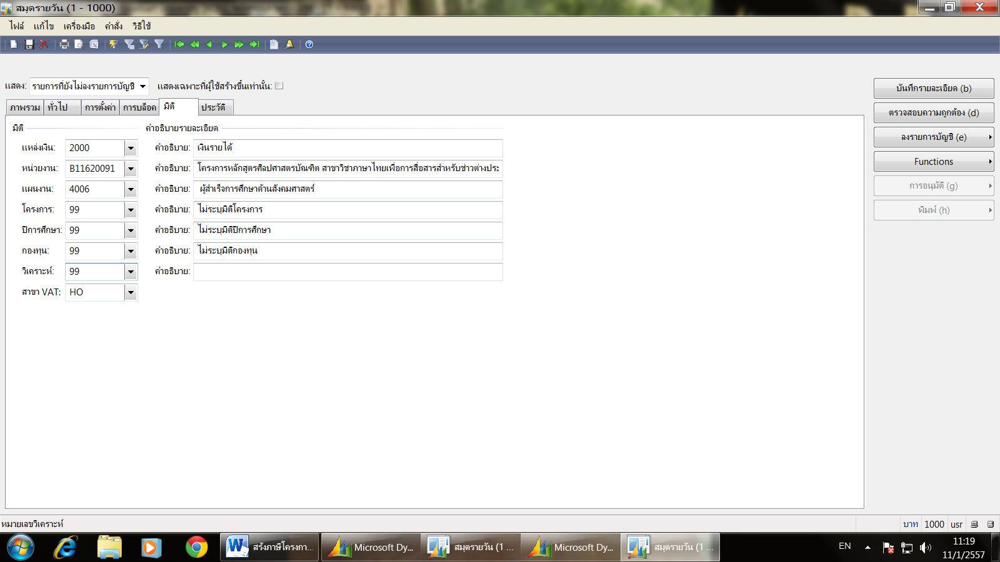 สมุดรายวัน (1 - 1000)
ไฟล์ แก้ไข เครื่องมือ คำสั่ง วิธีใช้
แสดง: รายการที่ยังไม่ลงรายการบัญชี แสดงเฉพาะที่ผู้ใช้สร้างขึ้นเท่านั้น:
ภาพรวม ทั่วไป การตั้งค่า การบล็อค มิติ ประวัติ
มิติ คำอธิบายรายละเอียด
แหล่งเงิน: 2000 คำอธิบาย: เงินรายได้
หน่วยงาน: B11620091 คำอธิบาย: โครงการหลักสูตรศิลปศาสตรบัณฑิต สาขาวิชาภาษาไทยเพื่อการสื่อสารสำหรับชาวต่างประ
แผนงาน: 4006 คำอธิบาย: ผู้สำเร็จการศึกษาด้านสังคมศาสตร์
โครงการ: 99 คำอธิบาย: ไม่ระบุมิติโครงการ
ปีการศึกษา: 99 คำอธิบาย: ไม่ระบุมิติปีการศึกษา
กองทุน: 99 คำอธิบาย: ไม่ระบุมิติกองทุน
วิเคราะห์: 99 คำอธิบาย:
สาขา VAT: HO
บันทึกรายละเอียด (b)
ตรวจสอบความถูกต้อง (d)
ลงรายการบัญชี (e)
Functions
การอนุมัติ (g)
พิมพ์ (h)
หมายเลขวิเคราะห์ บาท 1000 usr
สร้งภาษีโครงกา... Microsoft Dy... สมุดรายวัน (1 ... Microsoft Dy... สมุดรายวัน (1 ... EN 11:19
11/1/2557